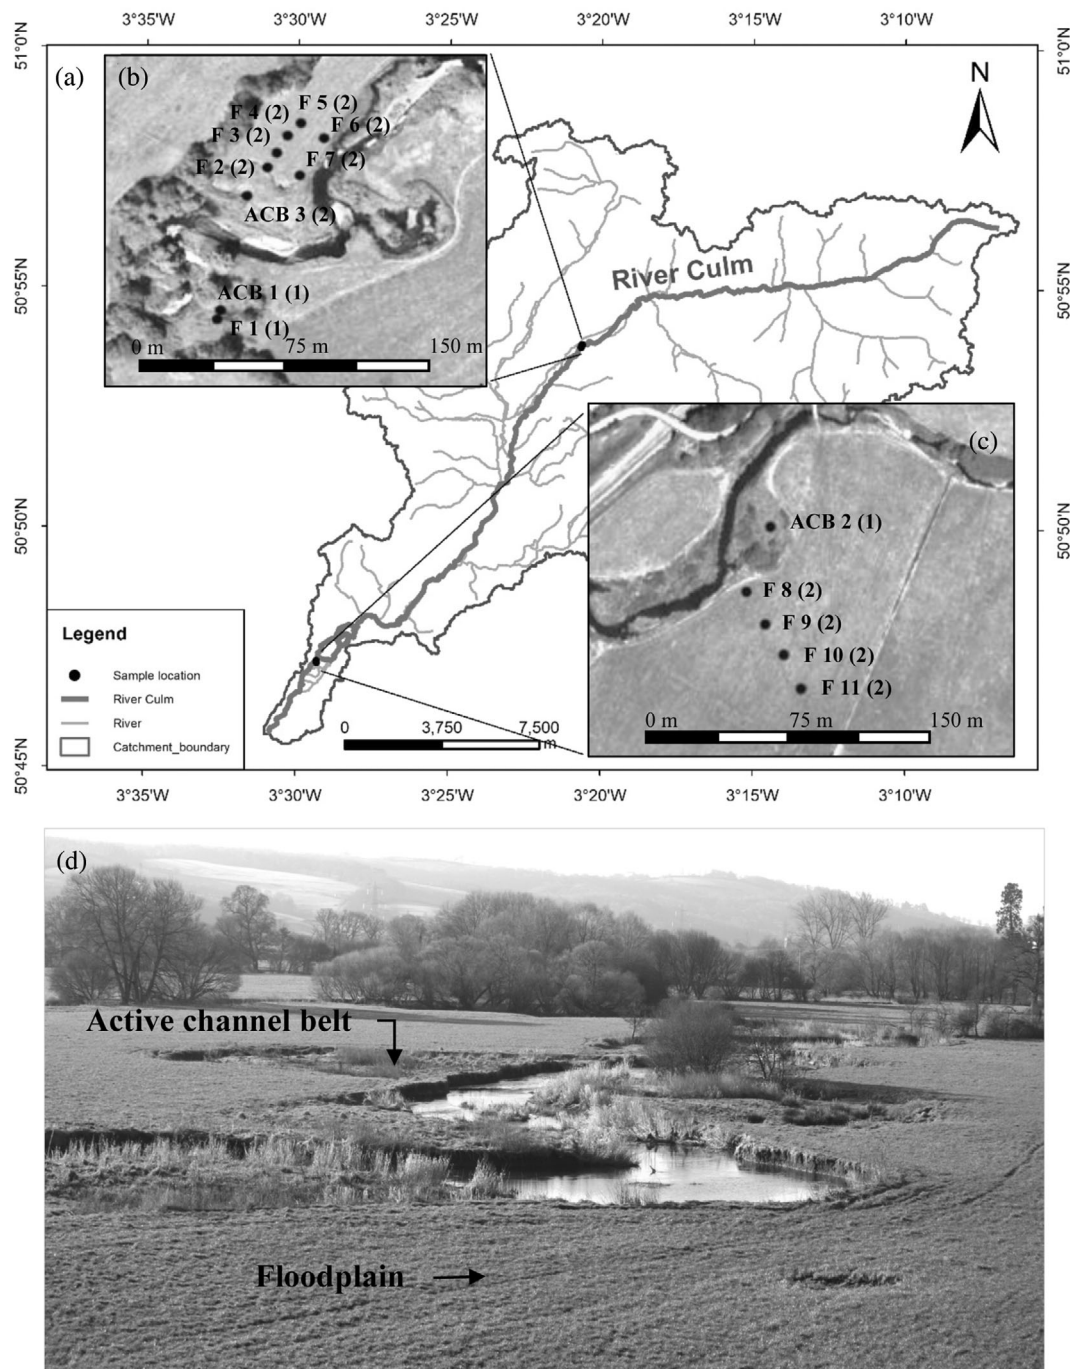 3°35'W 3°30'W 3°25'W 3°20'W 3°15'W 3°10'W
51°0'N
51°0'N
(a)
(b)
F 5 (2)
F 4 (2)
F 6 (2)
F 3 (2)
F 7 (2)
F 2 (2)
ACB 3 (2)
ACB 1 (1)
F 1 (1)
0 m 75 m 150 m
N
River Culm
50°55'N
50°55'N
50°50'N
50°50'N
(c)
ACB 2 (1)
F 8 (2)
F 9 (2)
F 10 (2)
F 11 (2)
0 m 75 m 150 m
Legend
Sample location
River Culm
River
Catchment_boundary
0 3,750 7,500
m
50°45'N
50°45'N
3°35'W 3°30'W 3°25'W 3°20'W 3°15'W 3°10'W
(d)
Active channel belt
Floodplain